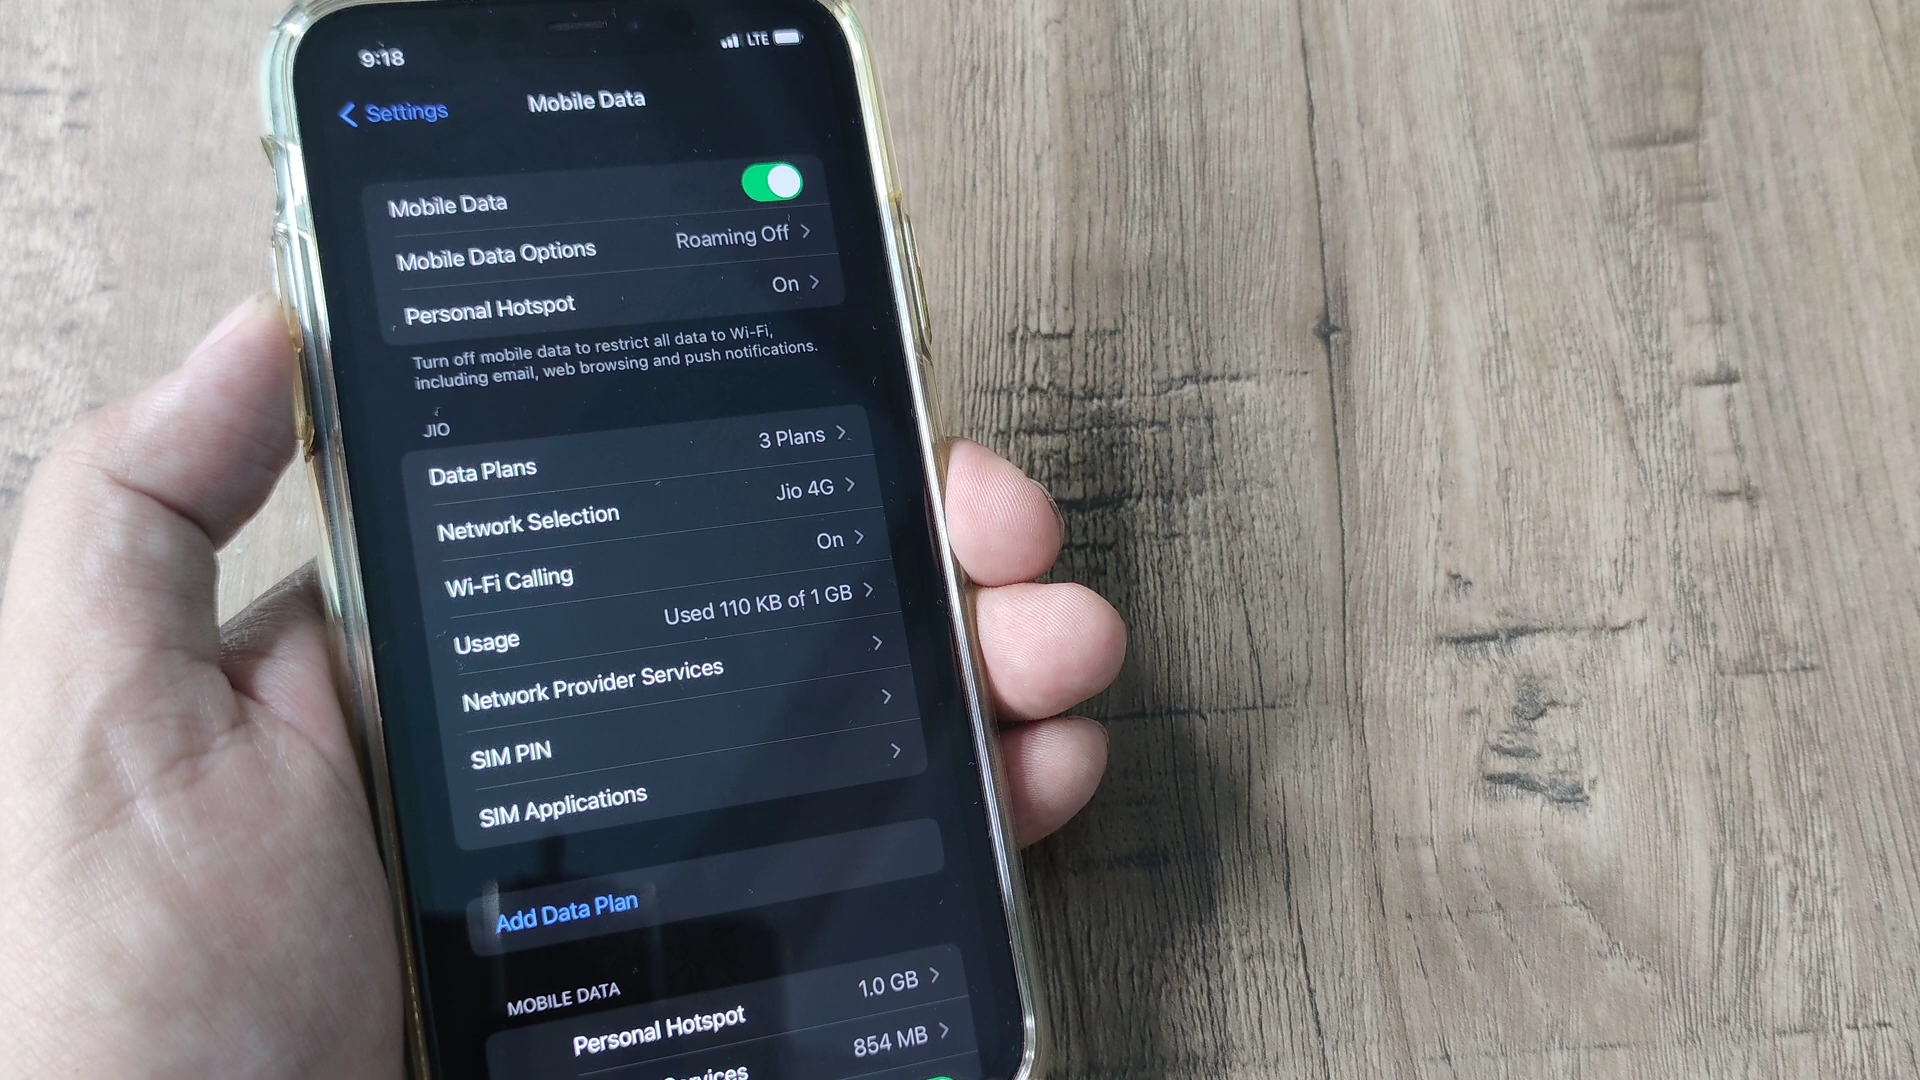 9:18 LTE
Settings Mobile Data
Mobile Data
Mobile Data Options Roaming Off
Personal Hotspot On
Turn off mobile data to restrict all data to Wi-Fi,
including email, web browsing and push notifications.
JIO
Data Plans 3 Plans
Network Selection Jio 4G
Wi-Fi Calling On
Usage Used 110 KB of 1 GB
Network Provider Services
SIM PIN
SIM Applications
Add Data Plan
MOBILE DATA
Personal Hotspot 1.0 GB
854 MB